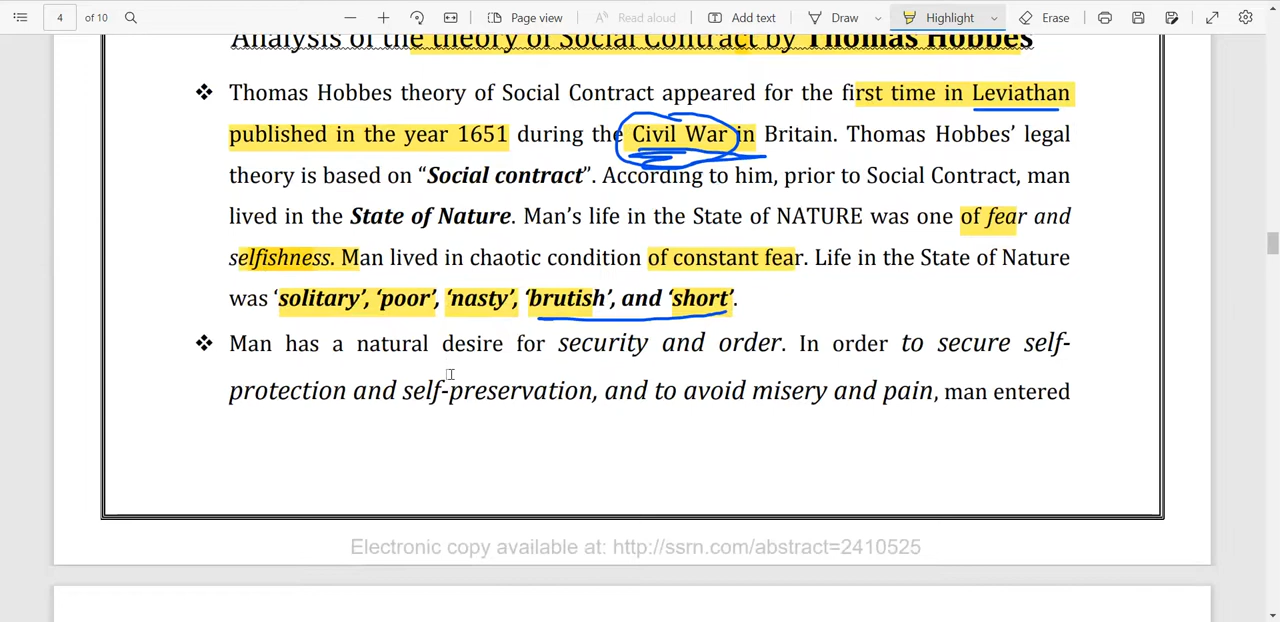 4 of 10 Page view Read aloud Add text Draw Highlight Erase
Analysis of the theory of Social Contract by Thomas Hobbes
❖ Thomas Hobbes theory of Social Contract appeared for the first time in Leviathan
published in the year 1651 during the Civil War in Britain. Thomas Hobbes’ legal
theory is based on “Social contract”. According to him, prior to Social Contract, man
lived in the State of Nature. Man’s life in the State of NATURE was one of fear and
selfishness. Man lived in chaotic condition of constant fear. Life in the State of Nature
was ‘solitary’, ‘poor’, ‘nasty’, ‘brutish’, and ‘short’.
❖ Man has a natural desire for security and order. In order to secure self-
protection and self-preservation, and to avoid misery and pain, man entered
Electronic copy available at: http://ssrn.com/abstract=2410525